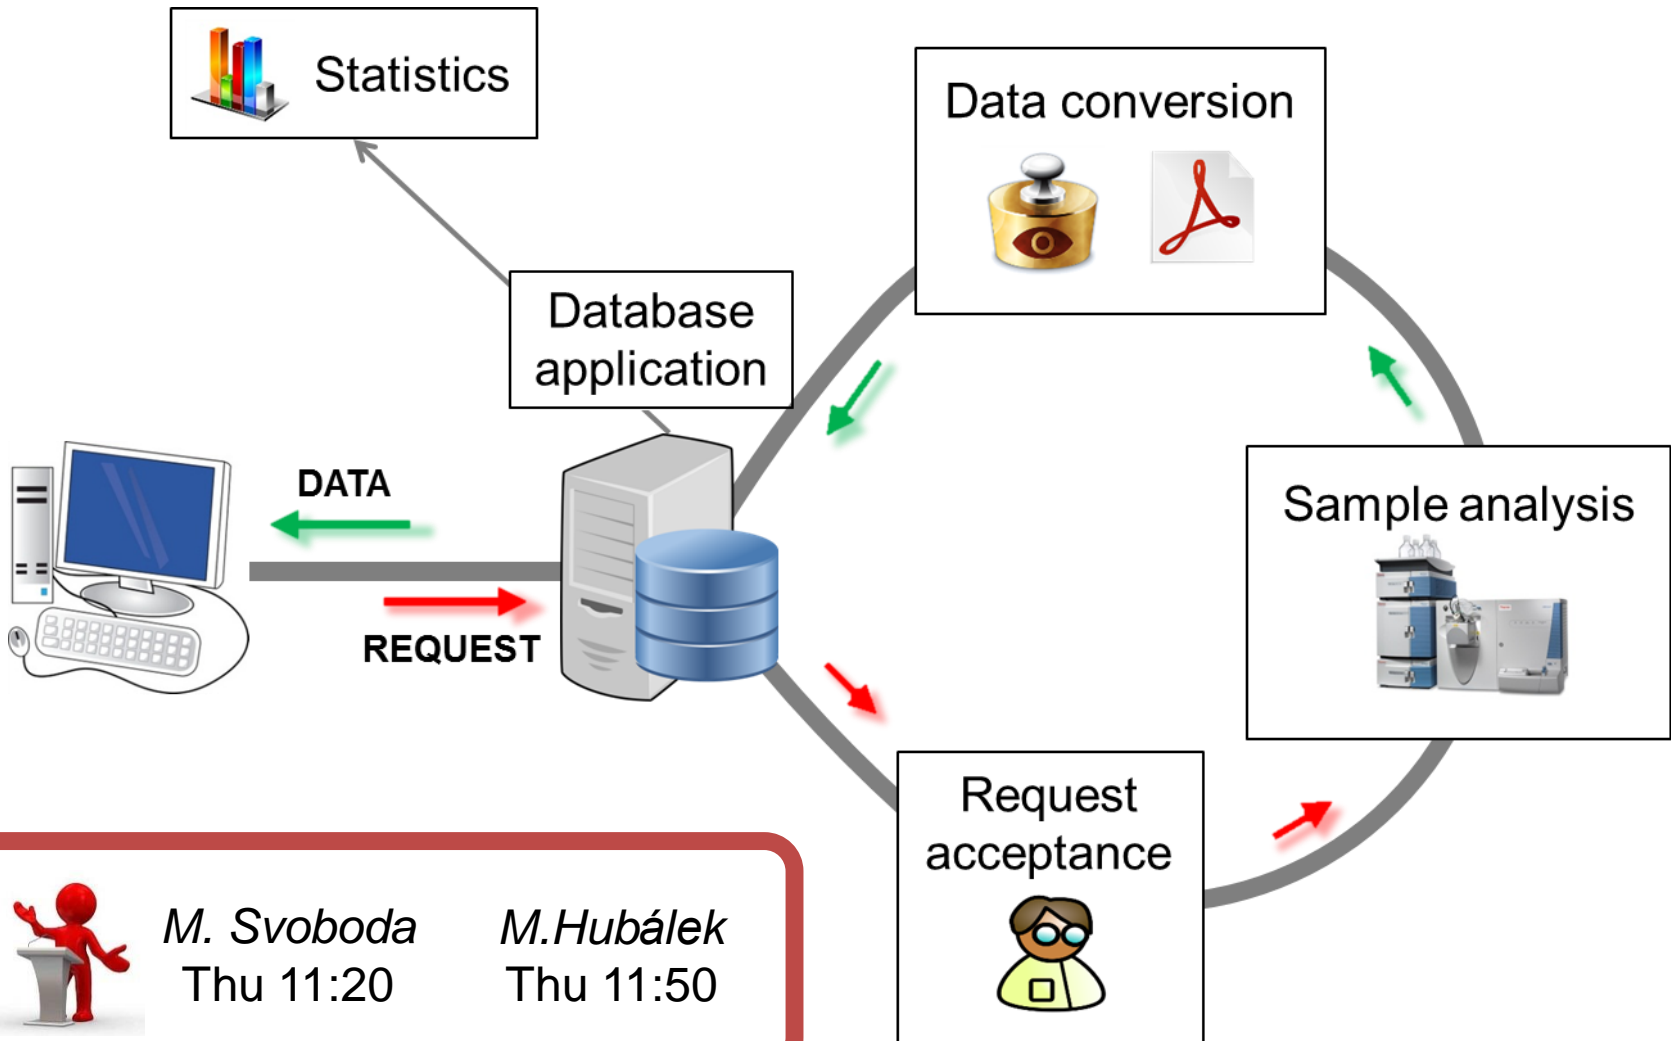 Statistics
Data conversion
Database
application
DATA
REQUEST
Sample analysis
Request
acceptance
M. Svoboda
Thu 11:20
M.Hubálek
Thu 11:50